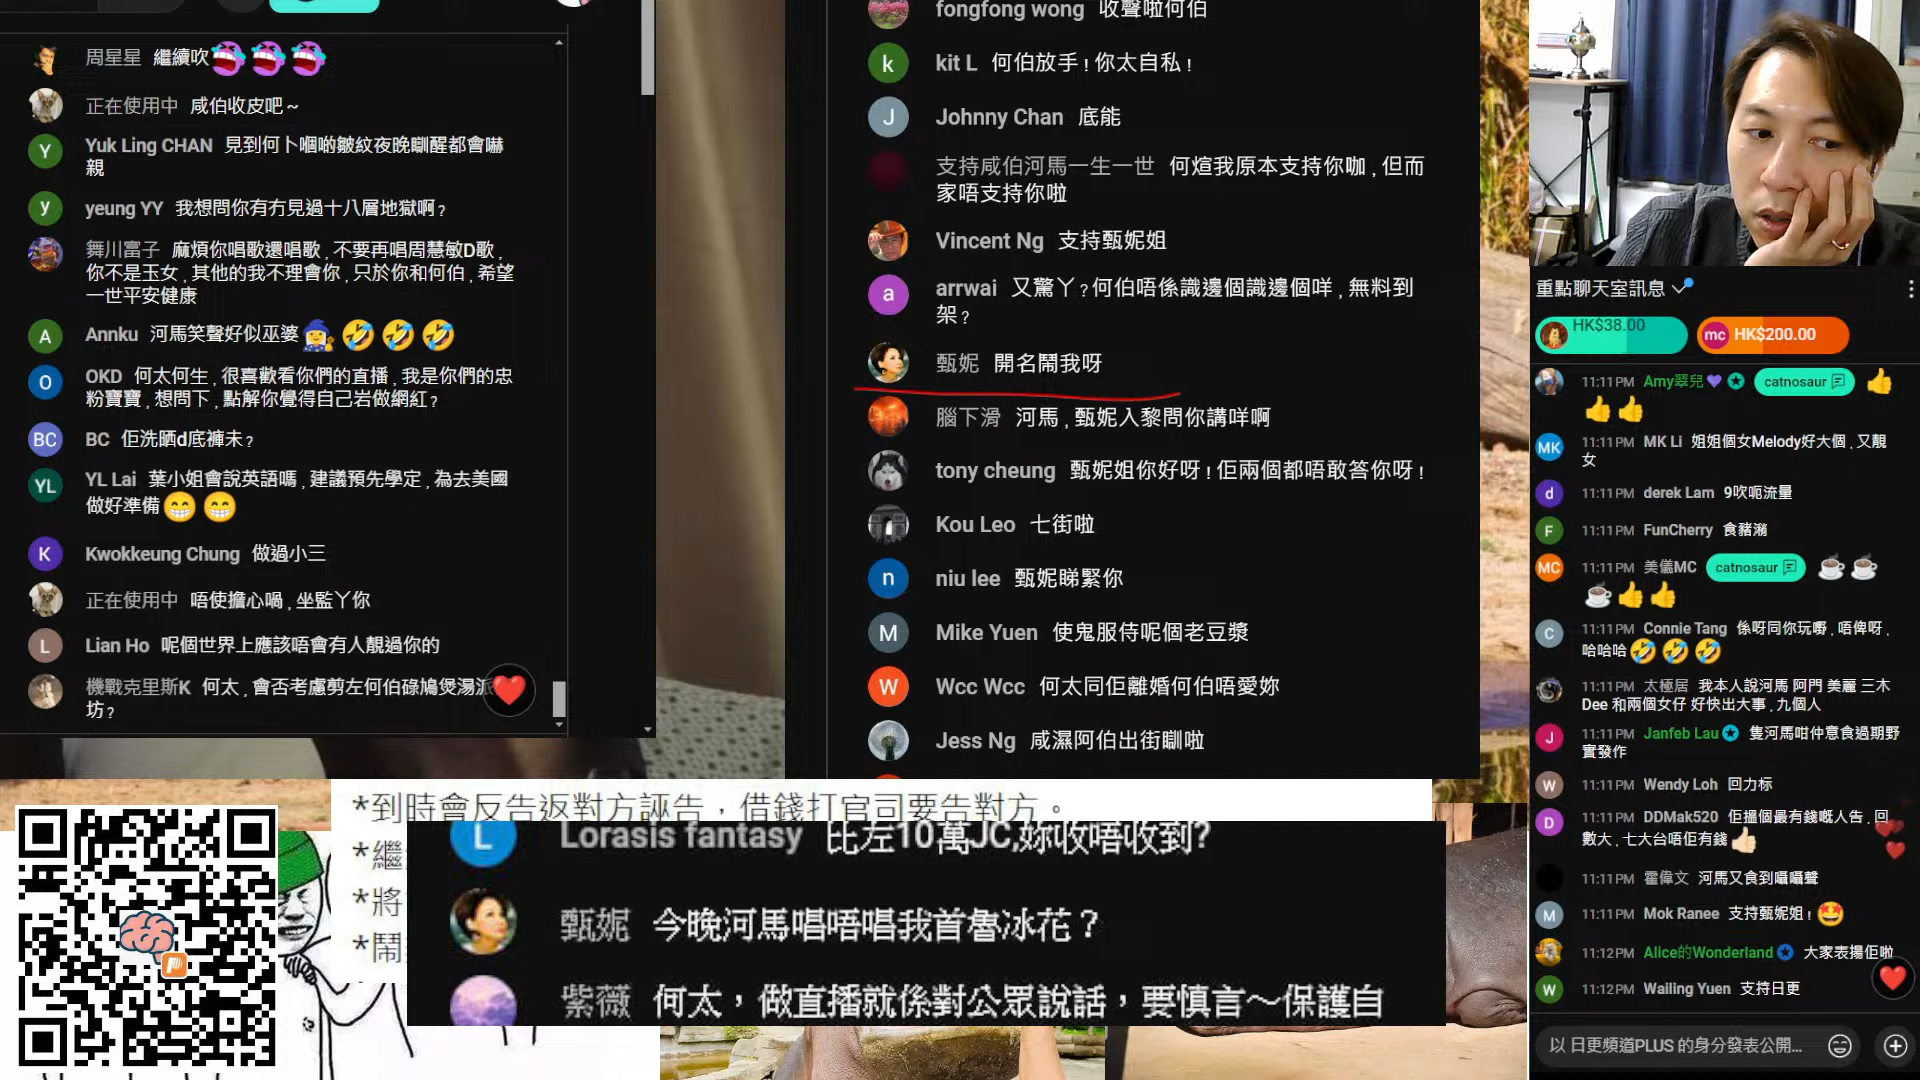 周星星 繼續吹
正在使用中 咸伯收皮吧～
Yuk Ling CHAN 見到何卜嗰啲皺紋夜晚瞓醒都會嚇
親
yeung YY 我想問你有冇見過十八層地獄啊?
舞川富子 麻煩你唱歌還唱歌, 不要再唱周慧敏D歌,
你不是玉女, 其他的我不理會你, 只於你和何伯, 希望
一世平安健康
Annku 河馬笑聲好似巫婆
OKD 何太何生, 很喜歡看你們的直播, 我是你們的忠
粉寶寶, 想問下, 點解你覺得自己岩做網紅?
BC 佢洗晒d底褲未?
YL Lai 葉小姐會說英語嗎, 建議預先學定, 為去美國
做好準備
Kwokkeung Chung 做過小三
正在使用中 唔使擔心喎, 坐監丫你
Lian Ho 呢個世界上應該唔會有人靚過你的
機戰克里斯K 何太, 會否考慮剪左何伯碌鳩煲湯派
坊?
fongfong wong 收聲啦何伯
kit L 何伯放手! 你太自私!
Johnny Chan 底能
支持咸伯河馬一生一世 何煊我原本支持你咖, 但而
家唔支持你啦
Vincent Ng 支持甄妮姐
arrwai 又驚丫? 何伯唔係識邊個識邊個咩, 無料到
架?
甄妮 開名鬧我呀
腦下滑 河馬, 甄妮入黎問你講咩啊
tony cheung 甄妮姐你好呀! 佢兩個都唔敢答你呀!
Kou Leo 七街啦
niu lee 甄妮睇緊你
Mike Yuen 使鬼服侍呢個老豆漿
Wcc Wcc 何太同佢離婚何伯唔愛妳
Jess Ng 咸濕阿伯出街瞓啦
*到時會反告返對方誣告，借錢打官司要告對方。
*繼
*將
*鬧
Lorasis fantasy 比左10萬JC,妳收唔收到?
甄妮 今晚河馬唱唔唱我首魯冰花？
紫薇 何太，做直播就係對公眾說話，要慎言～保護自
重點聊天室訊息
HK$38.00
mc HK$200.00
11:11PM Amy翠兒 catnosaur
11:11PM MK Li 姐姐個女Melody好大個, 又靚
女
11:11PM derek Lam 9吹呃流量
11:11PM FunCherry 食豬潲
11:11PM 美儀MC catnosaur
11:11PM Connie Tang 係呀同你玩嘢, 唔俾呀,
哈哈哈
11:11PM 太極居 我本人說河馬 阿門 美麗 三木
Dee 和兩個女仔 好快出大事, 九個人
11:11PM Janfeb Lau 隻河馬咁仲意食過期野
實發作
11:11PM Wendy Loh 回力标
11:11PM DDMak520 佢搵個最有錢嘅人告, 回
數大, 七大台唔佢有錢
11:11PM 霍偉文 河馬又食到囁囁聲
11:11PM Mok Ranee 支持甄妮姐!
11:12PM Alice的Wonderland 大家表揚佢啦
11:12PM Wailing Yuen 支持日更
以 日更頻道PLUS 的身分發表公開...